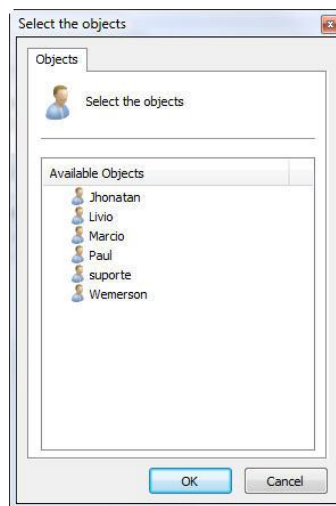 Select the objects
Objects
Select the objects
Available Objects
Jhonatan
Livio
Marcio
Paul
suporte
Wemerson
OK
Cancel